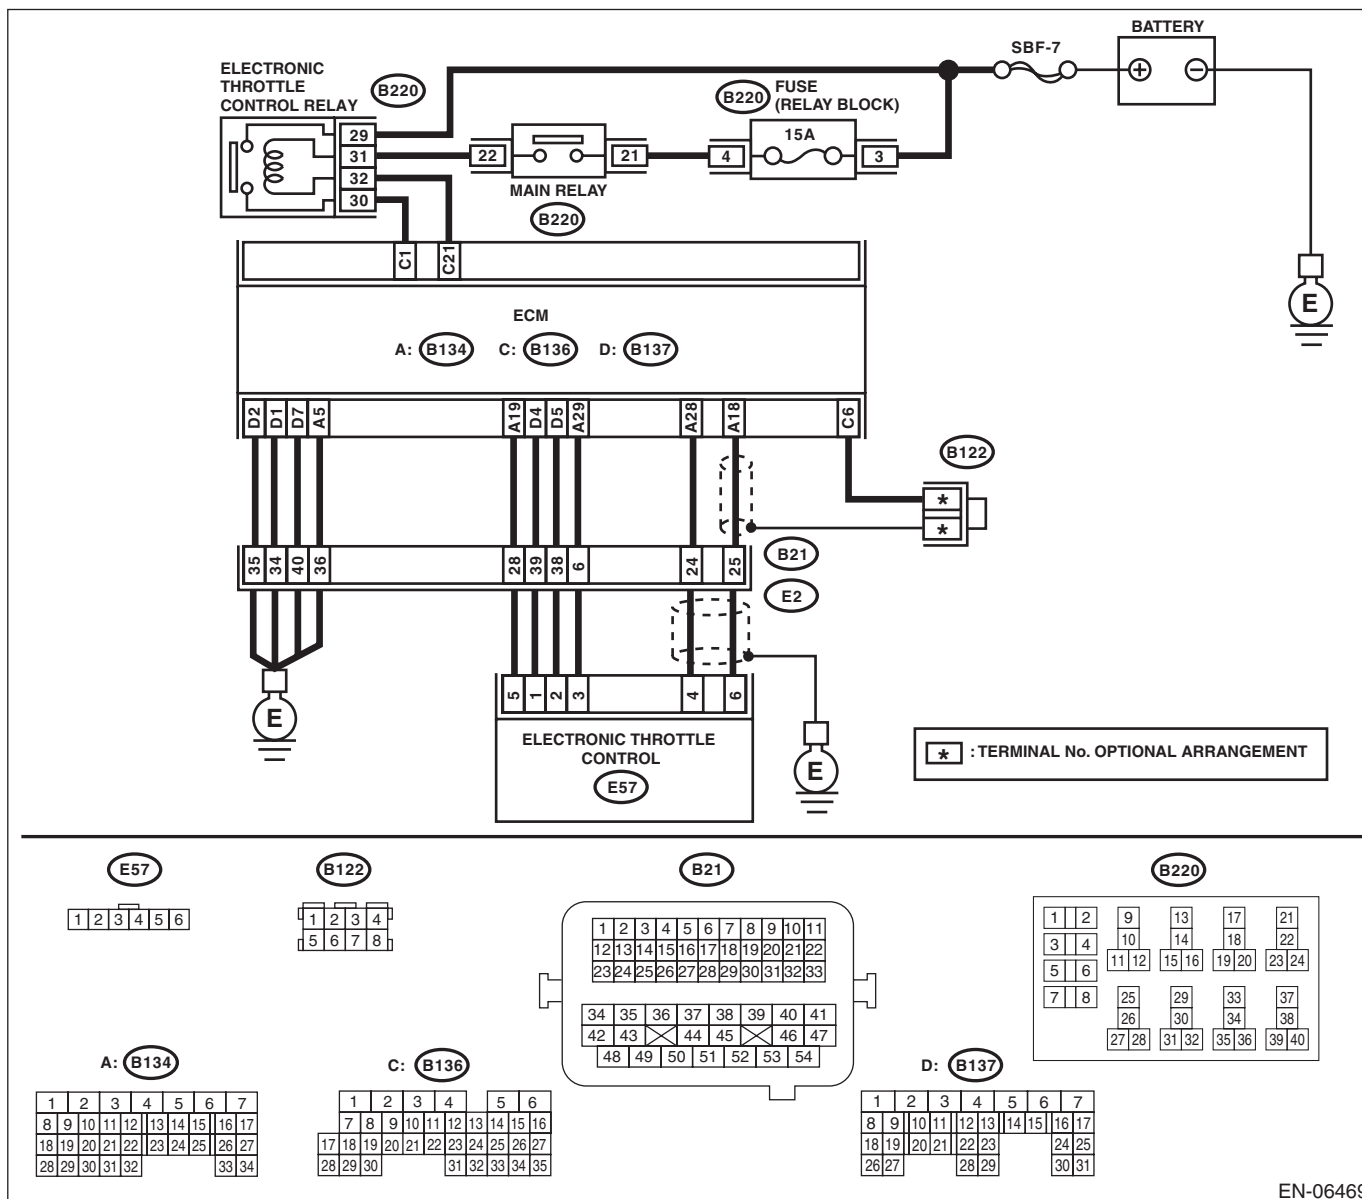 BATTERY
SBF-7
ELECTRONIC
THROTTLE
CONTROL RELAY
B220
B220
FUSE
(RELAY BLOCK)
15A
29
31
32
30
22
21
4
3
MAIN RELAY
B220
C1
C21
E
ECM
A: B134 C: B136 D: B137
D2 D1 D7 A5 A19 D4 D5 A29 A28 A18 C6
B122
*
*
35 34 40 36 28 39 38 6 24 25
B21
E2
5 1 2 3 4 6
E
ELECTRONIC THROTTLE
CONTROL
E57
E
* : TERMINAL No. OPTIONAL ARRANGEMENT
E57
1 2 3 4 5 6
B122
1 2 3 4
5 6 7 8
B21
1 2 3 4 5 6 7 8 9 10 11
12 13 14 15 16 17 18 19 20 21 22
23 24 25 26 27 28 29 30 31 32 33
34 35 36 37 38 39 40 41
42 43 44 45 46 47
48 49 50 51 52 53 54
B220
1 2 9 13 17 21
3 4 10 14 18 22
5 6 11 12 15 16 19 20 23 24
7 8 25 29 33 37
26 30 34 38
27 28 31 32 35 36 39 40
A: B134
1 2 3 4 5 6 7
8 9 10 11 12 13 14 15 16 17
18 19 20 21 22 23 24 25 26 27
28 29 30 31 32 33 34
C: B136
1 2 3 4 5 6
7 8 9 10 11 12 13 14 15 16
17 18 19 20 21 22 23 24 25 26 27
28 29 30 31 32 33 34 35
D: B137
1 2 3 4 5 6 7
8 9 10 11 12 13 14 15 16 17
18 19 20 21 22 23 24 25
26 27 28 29 30 31
EN-06469